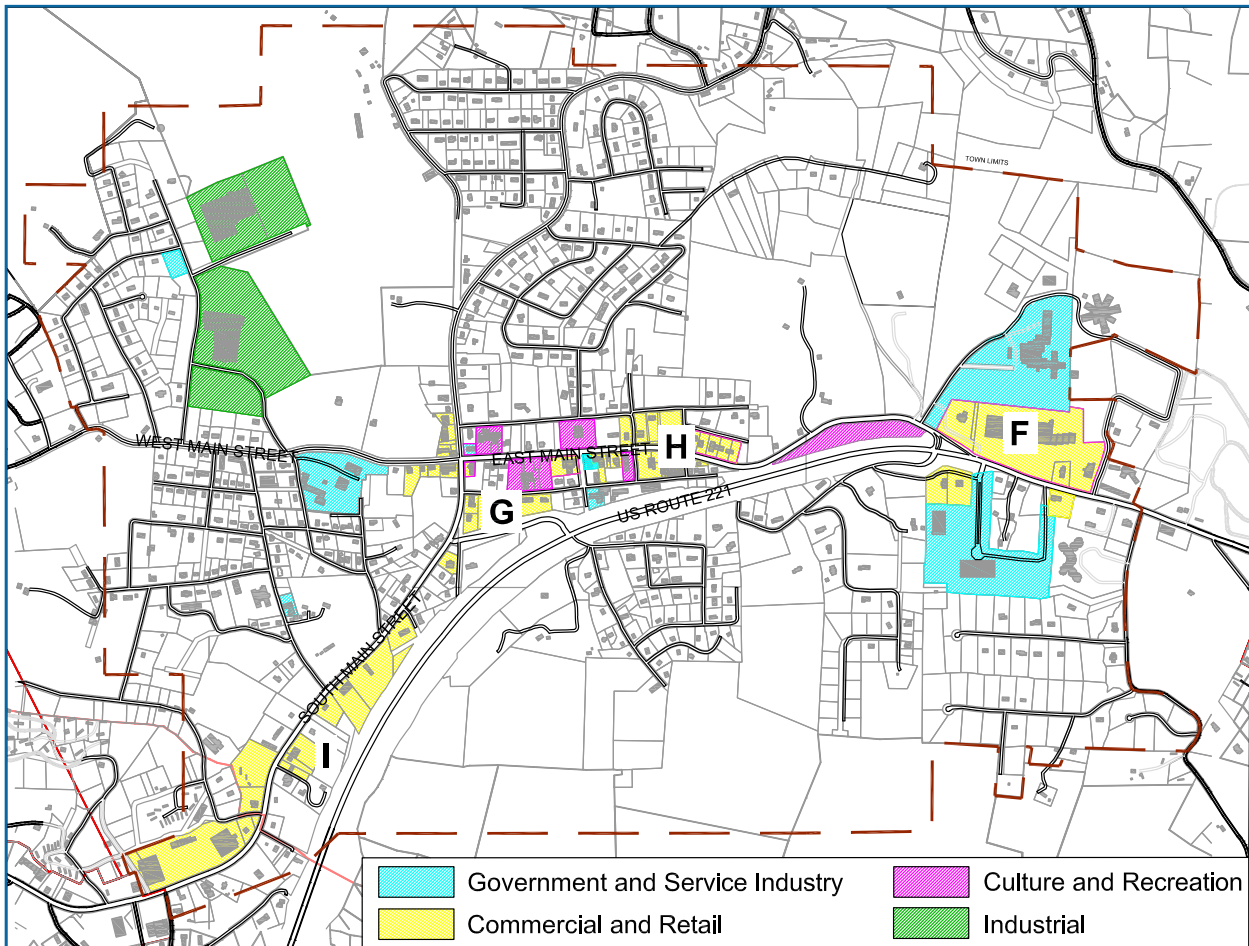 TOWN LIMITS
WEST MAIN STREET
EAST MAIN STREET
H
F
G
US ROUTE 221
SOUTH MAIN STREET
I
Government and Service Industry
Culture and Recreation
Commercial and Retail
Industrial